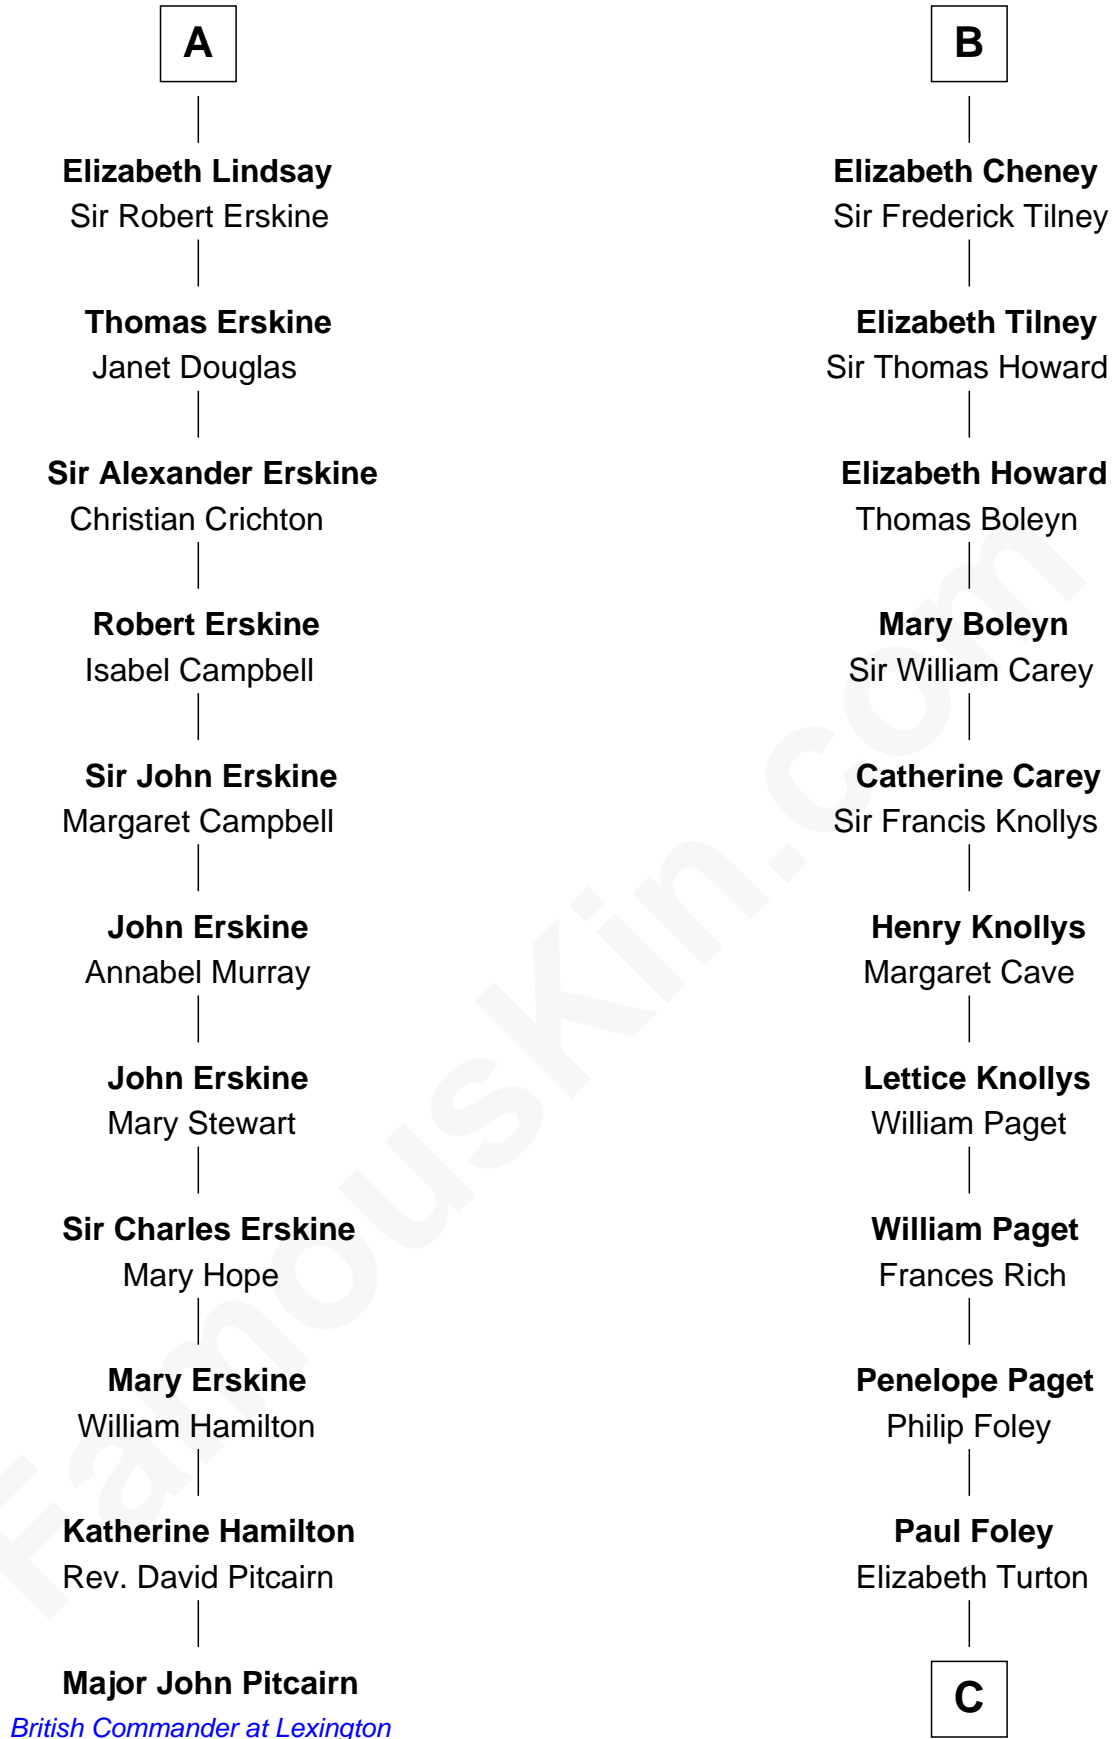 A
Elizabeth Lindsay
Sir Robert Erskine
Thomas Erskine
Janet Douglas
Sir Alexander Erskine
Christian Crichton
Robert Erskine
Isabel Campbell
Sir John Erskine
Margaret Campbell
John Erskine
Annabel Murray
John Erskine
Mary Stewart
Sir Charles Erskine
Mary Hope
Mary Erskine
William Hamilton
Katherine Hamilton
Rev. David Pitcairn
Major John Pitcairn
British Commander at Lexington
B
Elizabeth Cheney
Sir Frederick Tilney
Elizabeth Tilney
Sir Thomas Howard
Elizabeth Howard
Thomas Boleyn
Mary Boleyn
Sir William Carey
Catherine Carey
Sir Francis Knollys
Henry Knollys
Margaret Cave
Lettice Knollys
William Paget
William Paget
Frances Rich
Penelope Paget
Philip Foley
Paul Foley
Elizabeth Turton
C
FamousKin.com